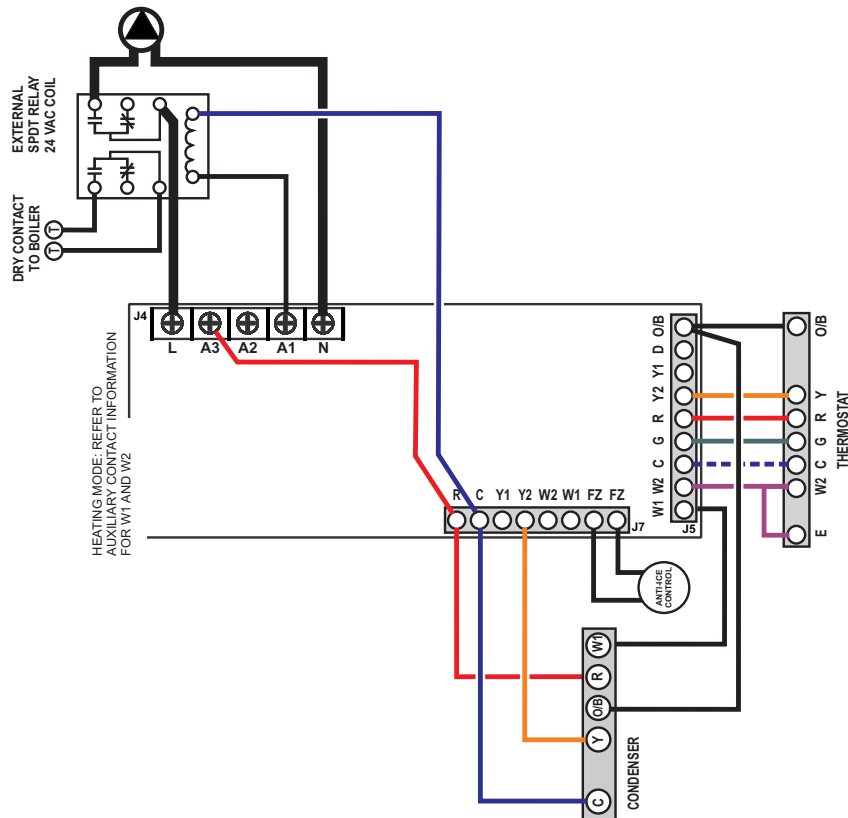 EXTERNAL
SPDT RELAY
24 VAC COIL
DRY CONTACT
TO BOILER
T
T
J4
L
A3
A2
A1
N
HEATING MODE: REFER TO
AUXILIARY CONTACT INFORMATION
FOR W1 AND W2
O/B
D
Y1
Y2
R
G
C
W2
W1
J5
O/B
Y
R
G
C
W2
E
THERMOSTAT
R
C
Y1
Y2
W2
W1
FZ
FZ
J7
ANTI-ICE
CONTROL
W1
R
O/B
Y
C
CONDENSER